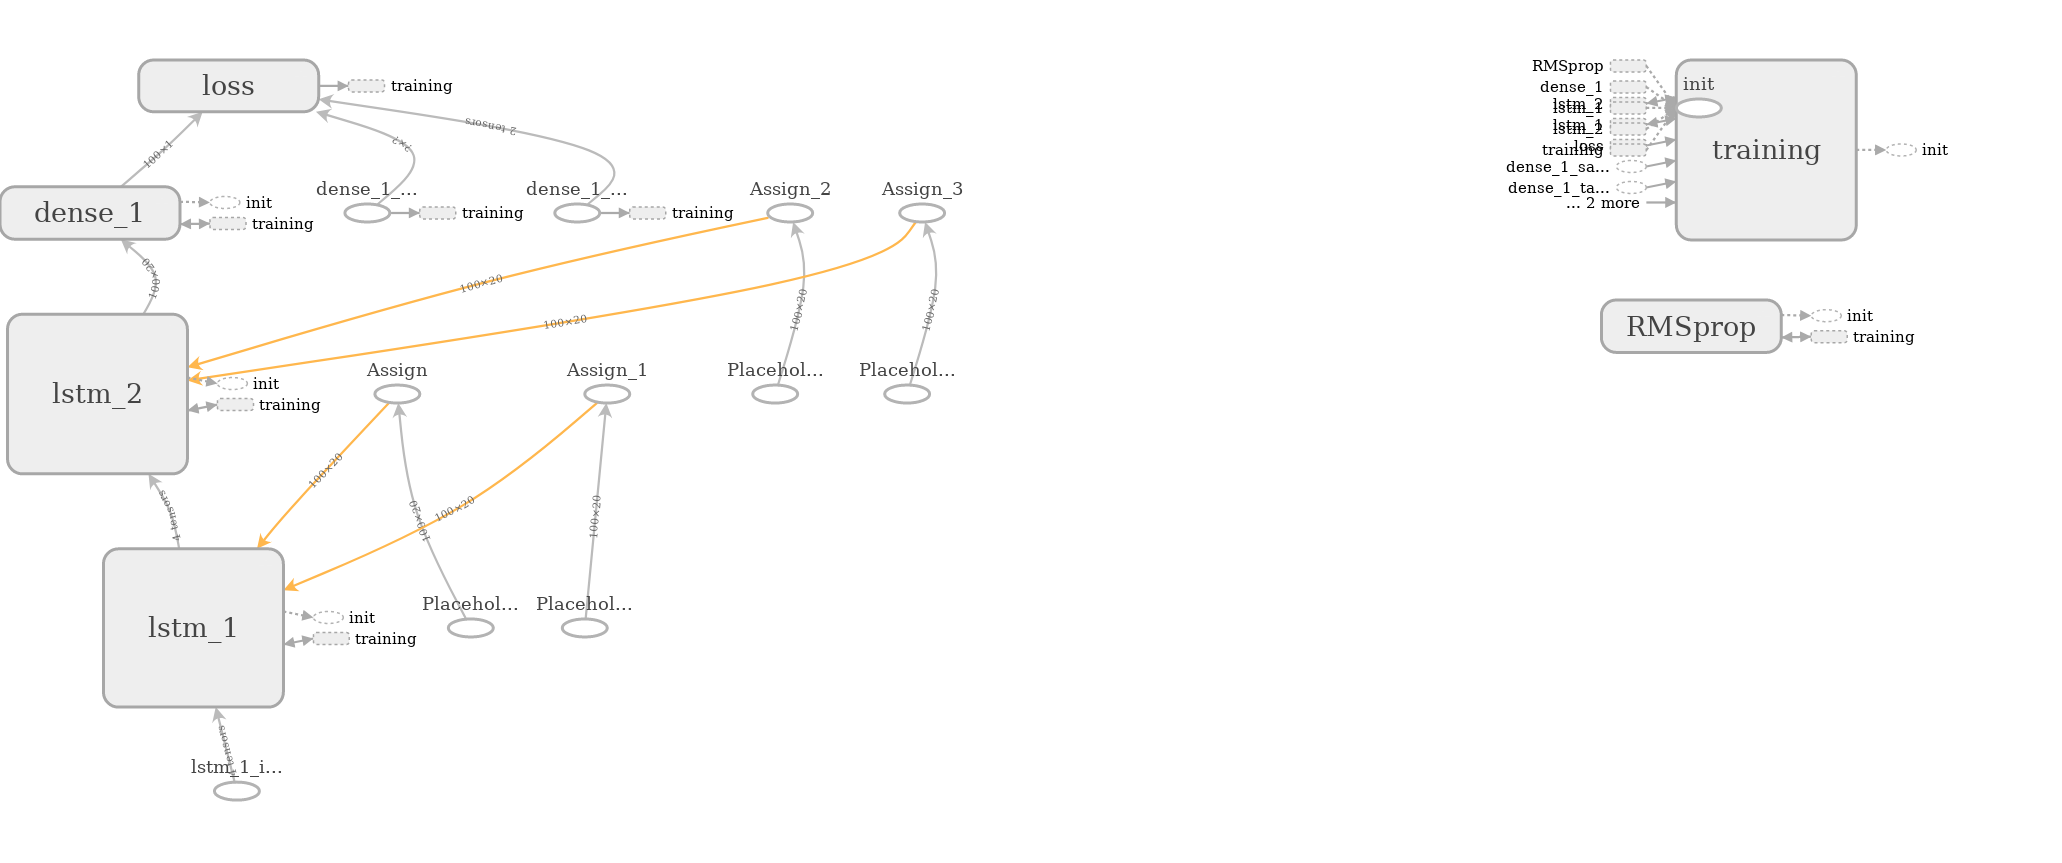 loss
training
100×1
?×?
2 tensors
dense_1
init
training
dense_1_...
training
dense_1_...
training
Assign_2
Assign_3
100×20
100×20
100×20
100×20
100×20
lstm_2
init
training
Assign
Assign_1
Placehol...
Placehol...
4 tensors
100×20
100×20
100×20
100×20
lstm_1
init
training
Placehol...
Placehol...
4 tensors
lstm_1_i...
RMSprop
dense_1
lstm_2
lstm_1
lstm_1
lstm_2
loss
training
dense_1_sa...
dense_1_ta...
... 2 more
init
training
init
RMSprop
init
training